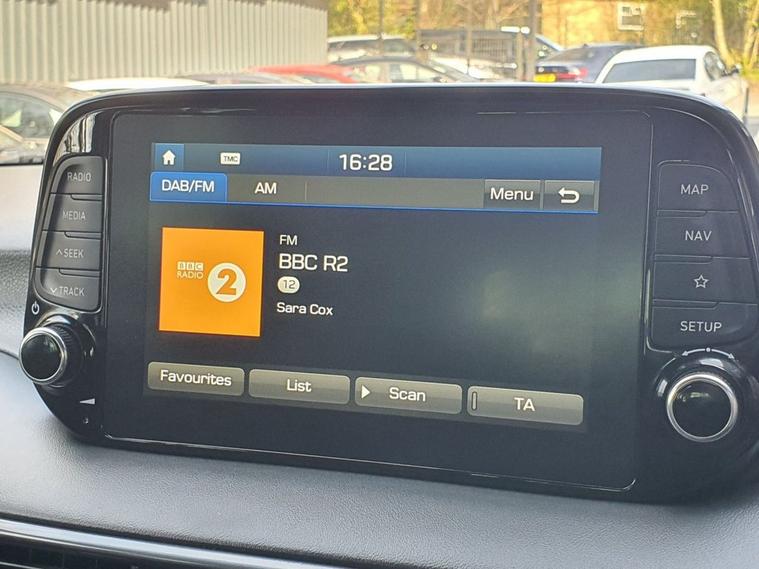 RADIO
MEDIA
SEEK
TRACK
TMC
16:28
DAB/FM AM Menu
BBC
RADIO
2
FM
BBC R2
12
Sara Cox
Favourites List Scan TA
MAP
NAV
SETUP